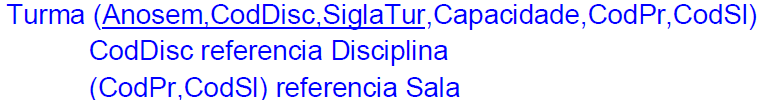 Turma (Anosem,CodDisc,SiglaTur,Capacidade,CodPr,CodSl)
CodDisc referencia Disciplina
(CodPr,CodSl) referencia Sala